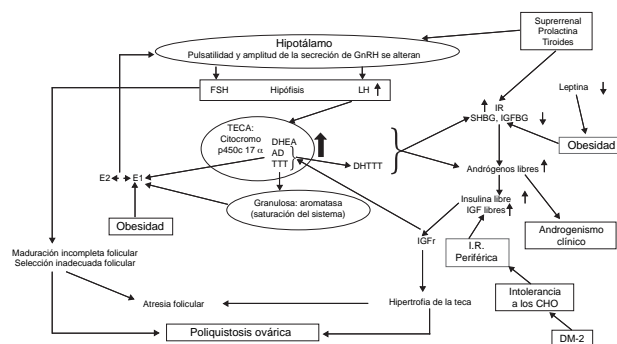 Suprerrenal
Prolactina
Tiroides
Hipotálamo
Pulsatilidad y amplitud de la secreción de GnRH se alteran
FSH Hipófisis LH
Leptina
IR
SHBG, IGFBG
Obesidad
TECA:
Citocromo
p450c 17 α
DHEA
AD
TTT
DHTTT
Andrógenos libres
E2 E1
Granulosa: aromatasa
(saturación del sistema)
Obesidad
Insulina libre
IGF libres
Androgenismo
clínico
IGFr
I.R.
Periférica
Maduración incompleta folicular
Selección inadecuada folicular
Intolerancia
a los CHO
Atresia folicular
Hipertrofia de la teca
Poliquistosis ovárica
DM-2